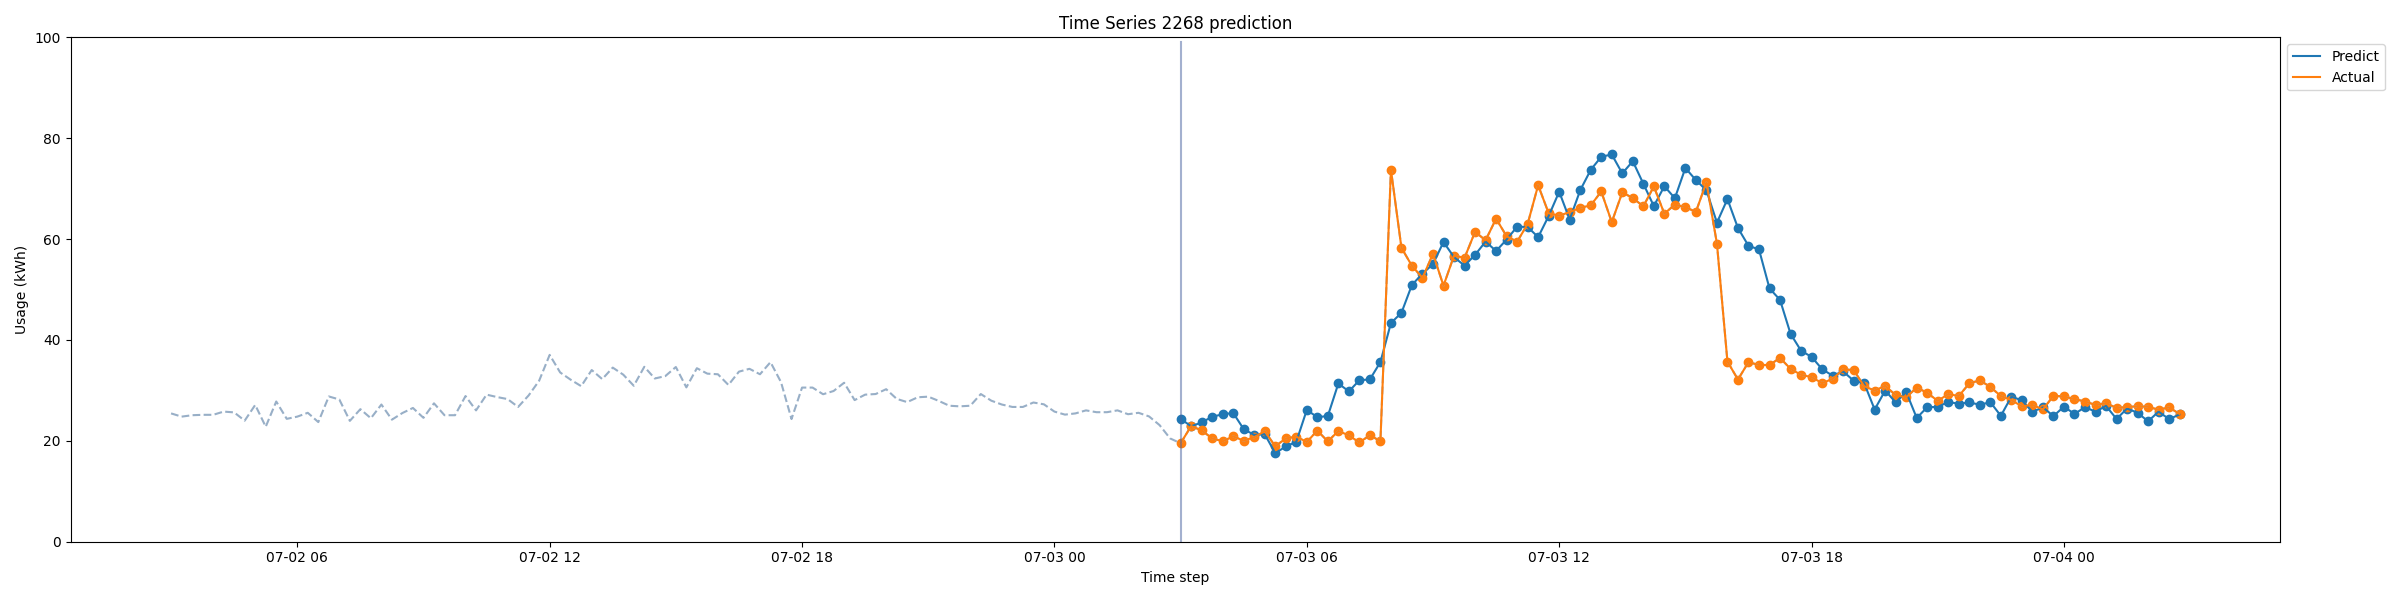 Time Series 2268 prediction
100
80
60
40
20
0
Usage (kWh)
07-02 06
07-02 12
07-02 18
07-03 00
07-03 06
07-03 12
07-03 18
07-04 00
Time step
Predict
Actual